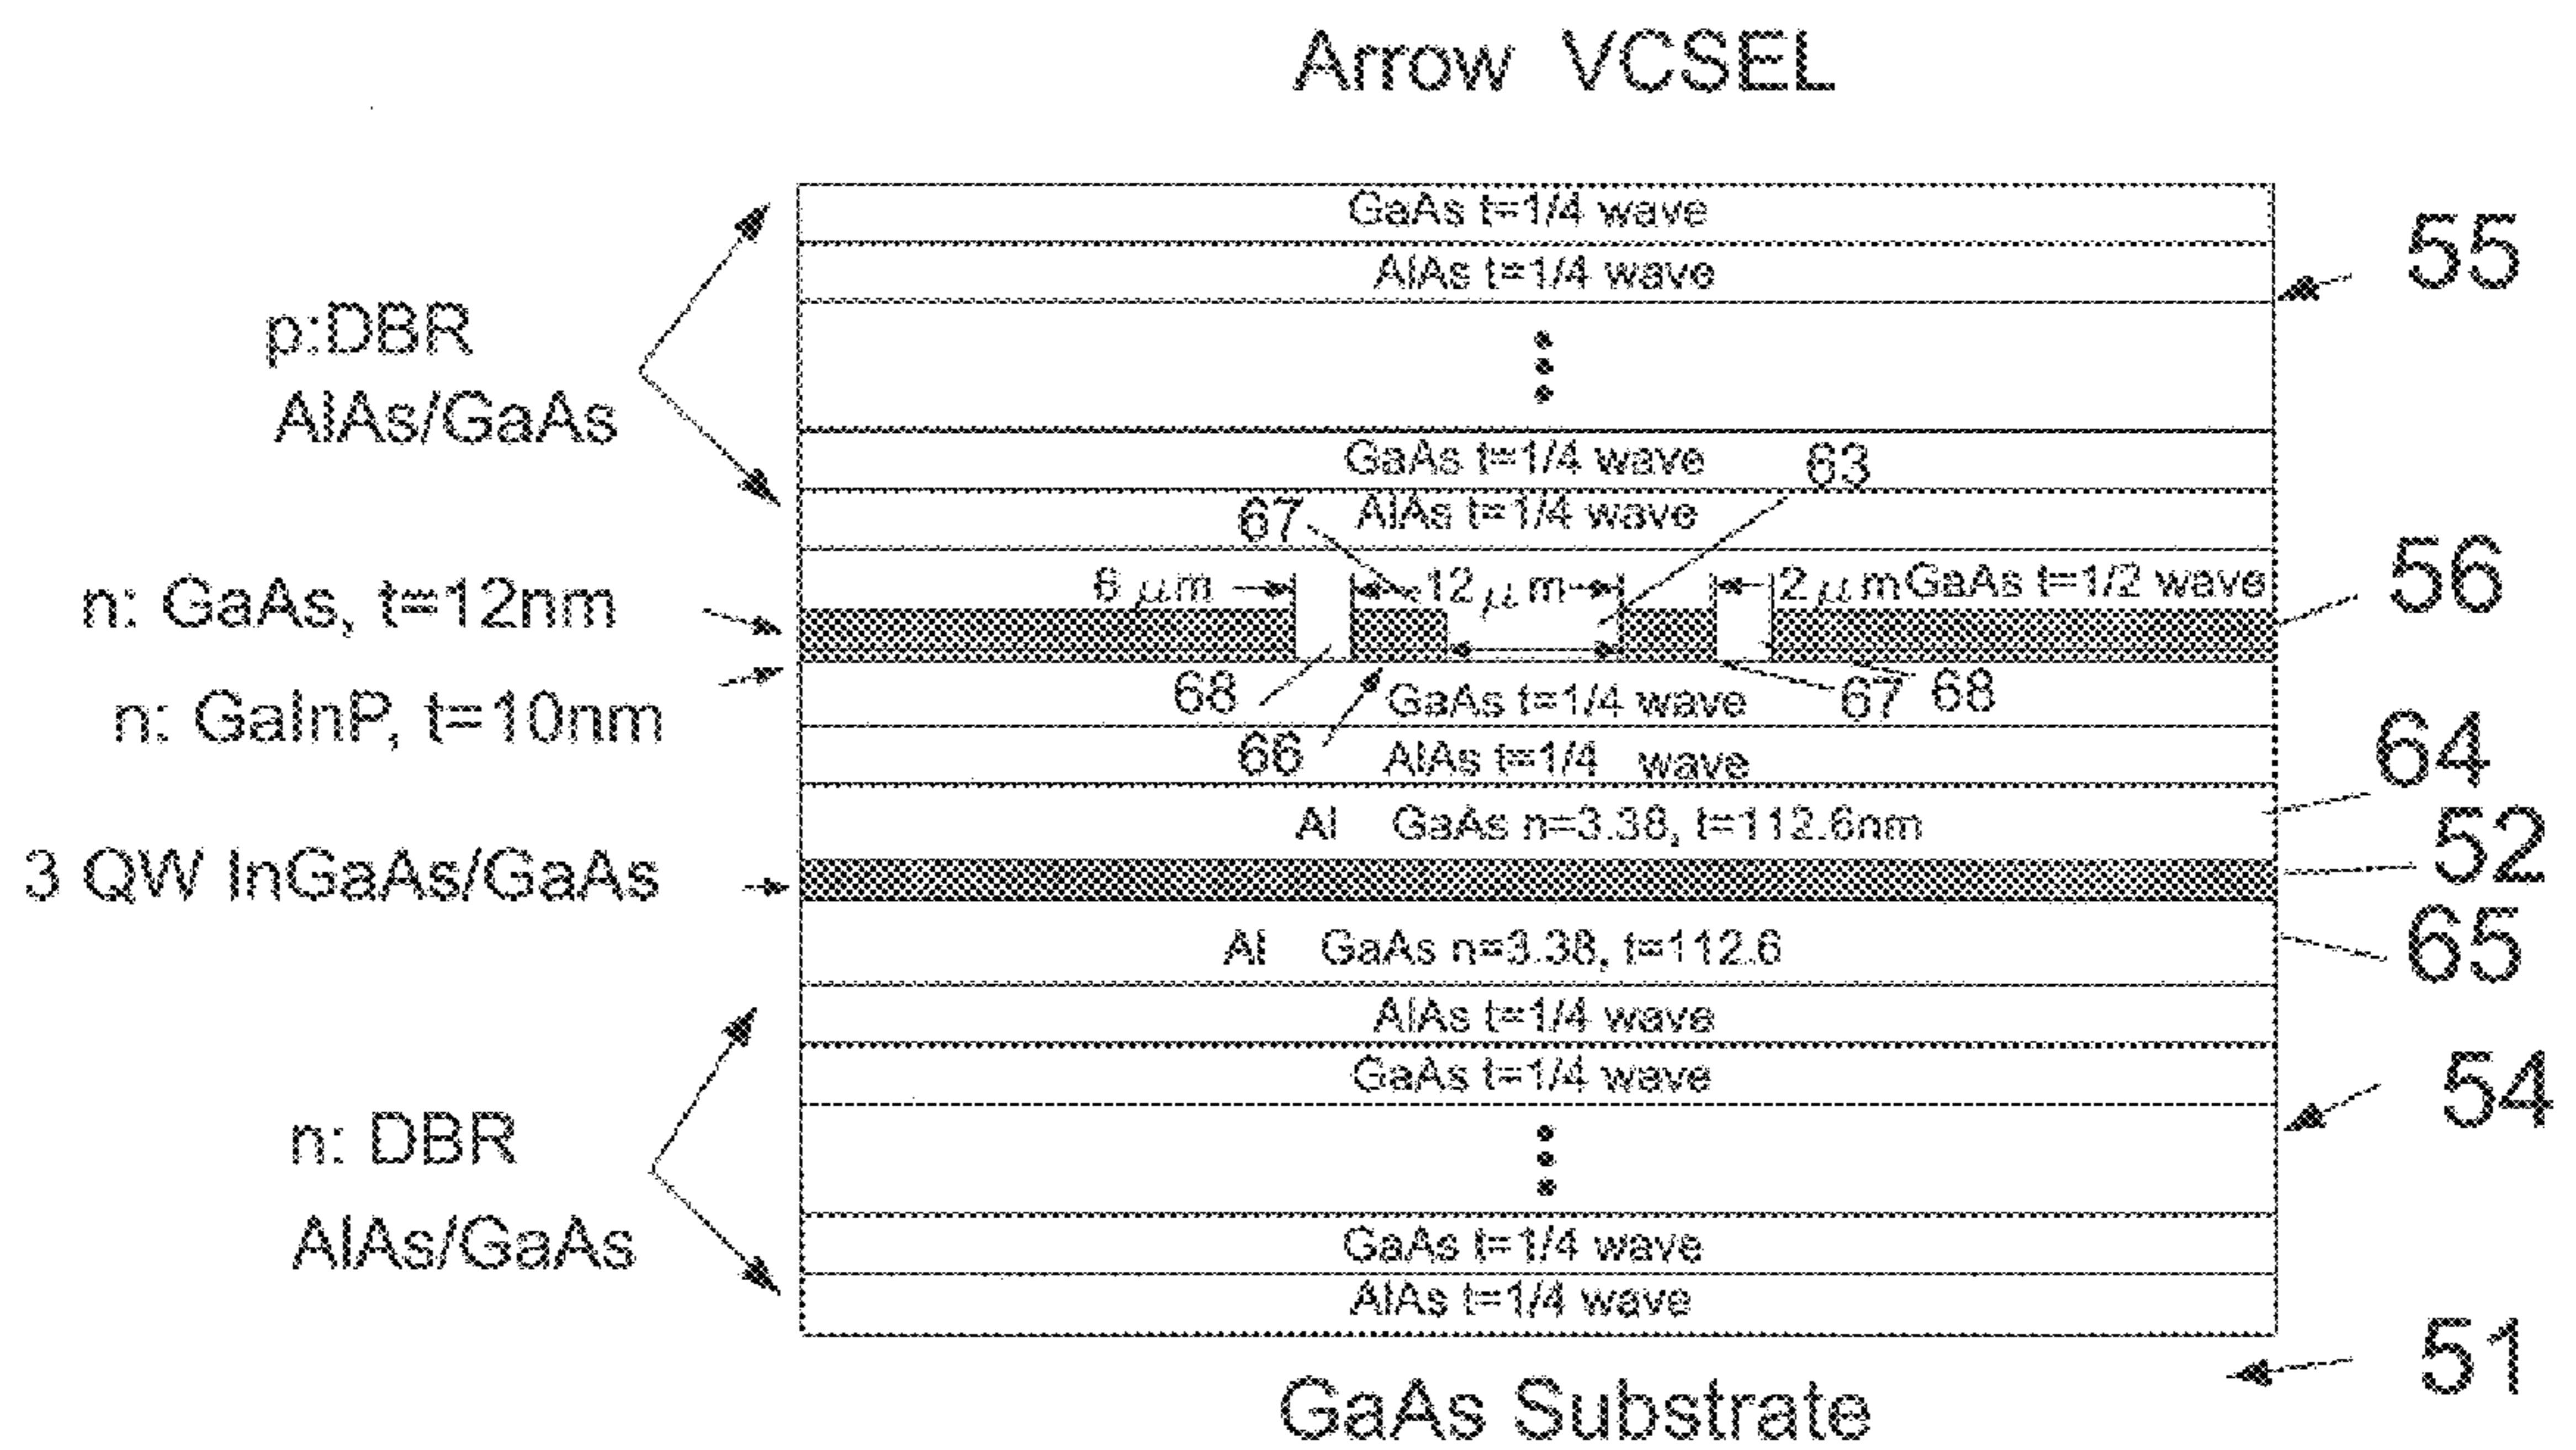 Arrow VCSEL
GaAs t=1/4 wave
55
AlAs t=1/4 wave
p:DBR
AlAs/GaAs
GaAs t=1/4 wave
63
67
AlAs t=1/4 wave
n: GaAs, t=12nm
6 μm
12 μm
2 μm
GaAs t=1/2 wave
56
n: GaInP, t=10nm
68
GaAs t=1/4 wave
67
68
66
AlAs t=1/4 wave
64
Al GaAs n=3.38, t=112.6nm
3 QW InGaAs/GaAs
52
Al GaAs n=3.38, t=112.6
65
AlAs t=1/4 wave
GaAs t=1/4 wave
54
n: DBR
AlAs/GaAs
GaAs t=1/4 wave
AlAs t=1/4 wave
51
GaAs Substrate